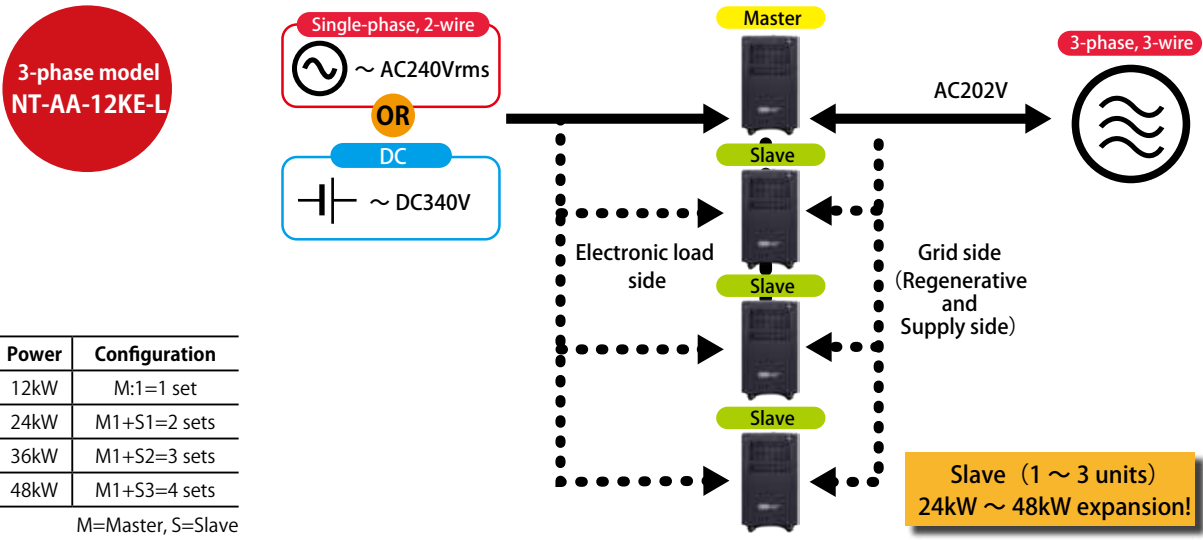 3-phase model
NT-AA-12KE-L
Single-phase, 2-wire
～ AC240Vrms
OR
DC
～ DC340V
Master
Slave
Slave
Slave
Electronic load
side
AC202V
3-phase, 3-wire
Grid side
（Regenerative
and
Supply side）
Power Configuration
12kW M:1=1 set
24kW M1+S1=2 sets
36kW M1+S2=3 sets
48kW M1+S3=4 sets
M=Master, S=Slave
Slave（1 ～ 3 units）
24kW ～ 48kW expansion!